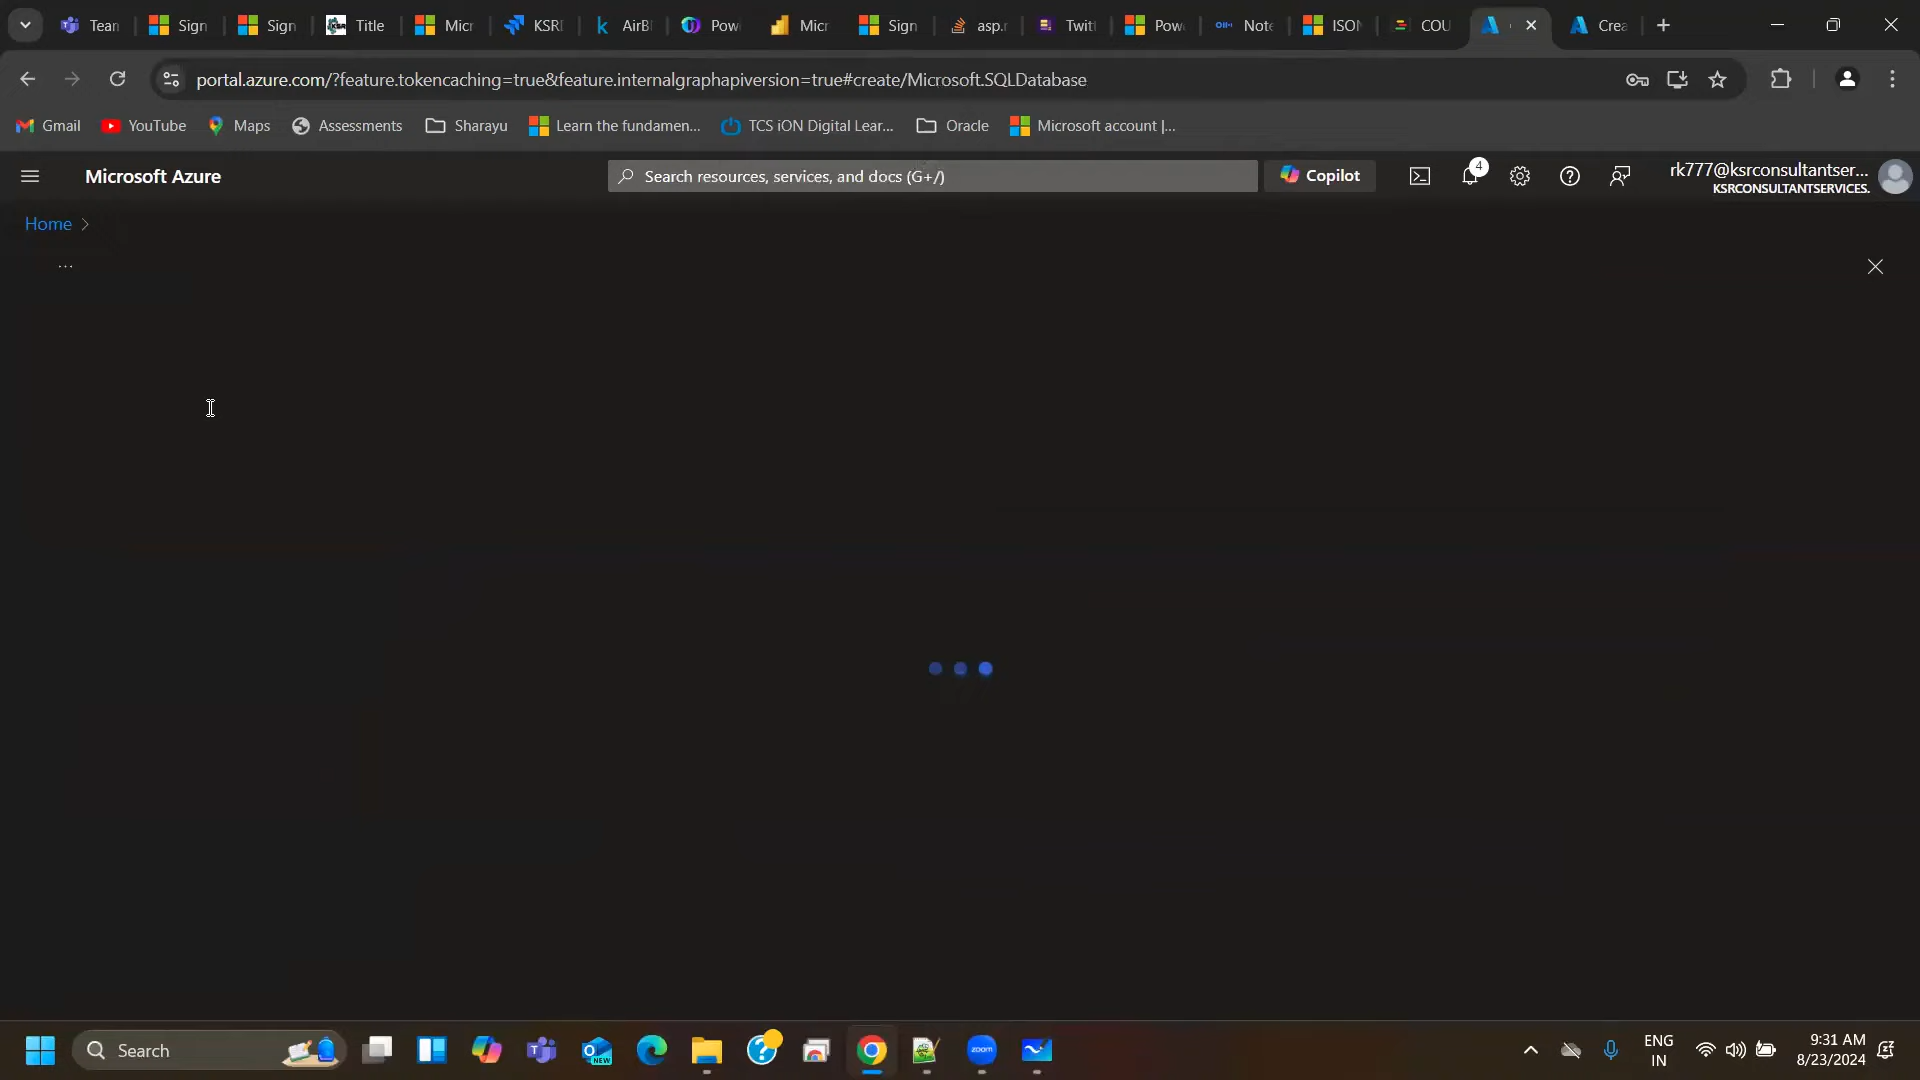 Tean
Sign
Sign
Title
Micr
KSRI
AirBl
Pow
Micr
Sign
asp.r
Twitt
Pow
Note
ISON
COU
Crea
portal.azure.com/?feature.tokencaching=true&feature.internalgraphapiversion=true#create/Microsoft.SQLDatabase
Gmail
YouTube
Maps
Assessments
Sharayu
Learn the fundamen...
TCS iON Digital Lear...
Oracle
Microsoft account |...
Microsoft Azure
Search resources, services, and docs (G+/)
Copilot
4
rk777@ksrconsultantser...
KSRCONSULTANTSERVICES.
Home >
...
Search
NEW
zoom
ENG
IN
9:31 AM
8/23/2024